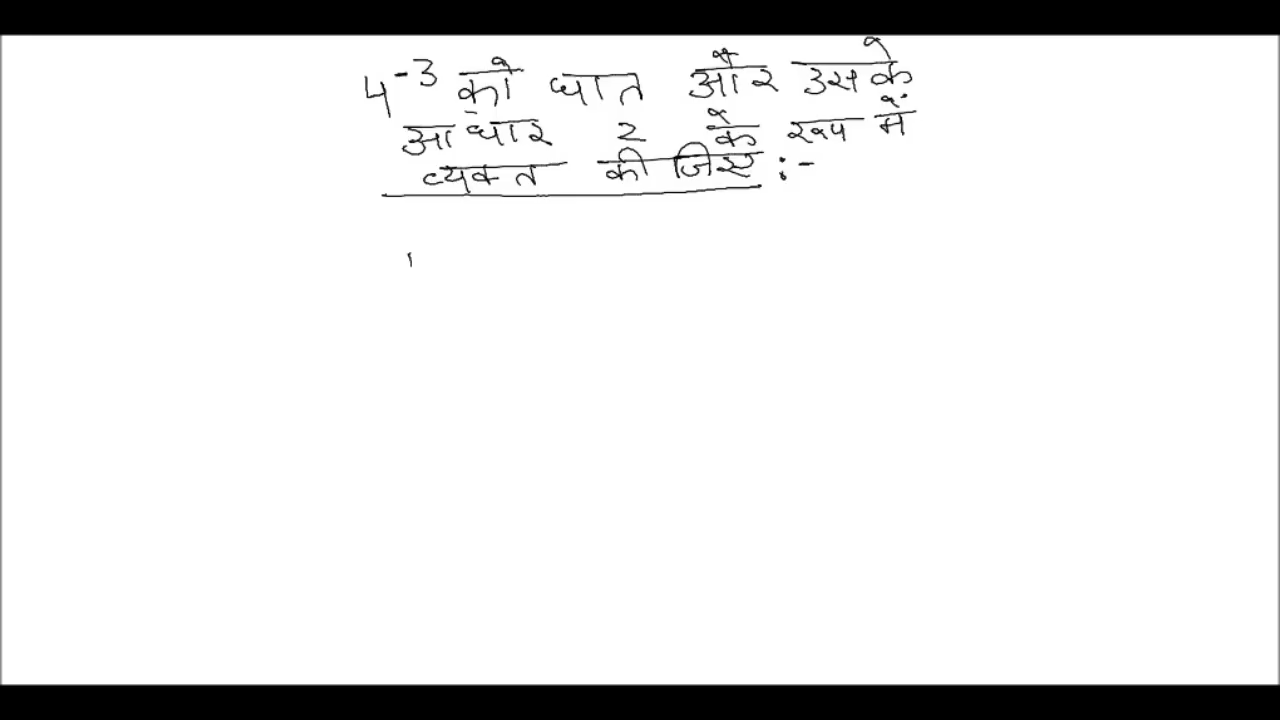 4⁻³ को घात और उसके
आधार 2 के रूप में
व्यक्त कीजिए :-